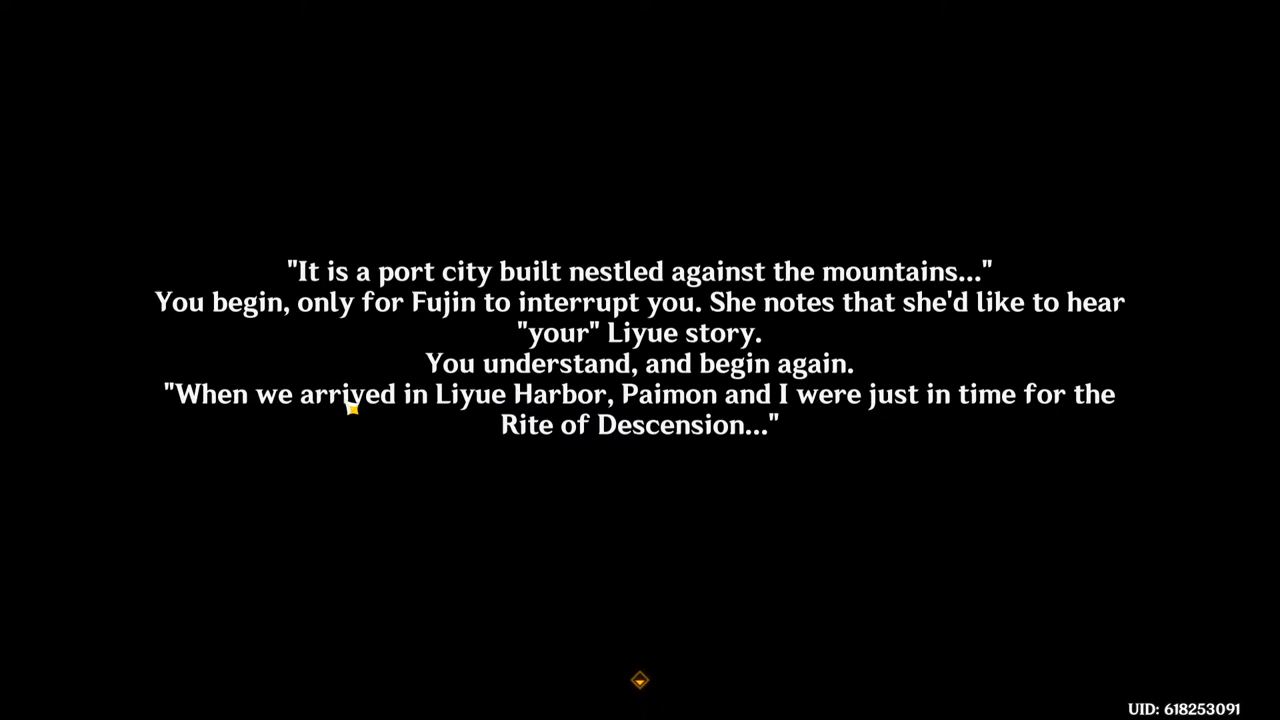 "It is a port city built nestled against the mountains..."
You begin, only for Fujin to interrupt you. She notes that she'd like to hear
"your" Liyue story.
You understand, and begin again.
"When we arrived in Liyue Harbor, Paimon and I were just in time for the
Rite of Descension..."
UID: 618253091